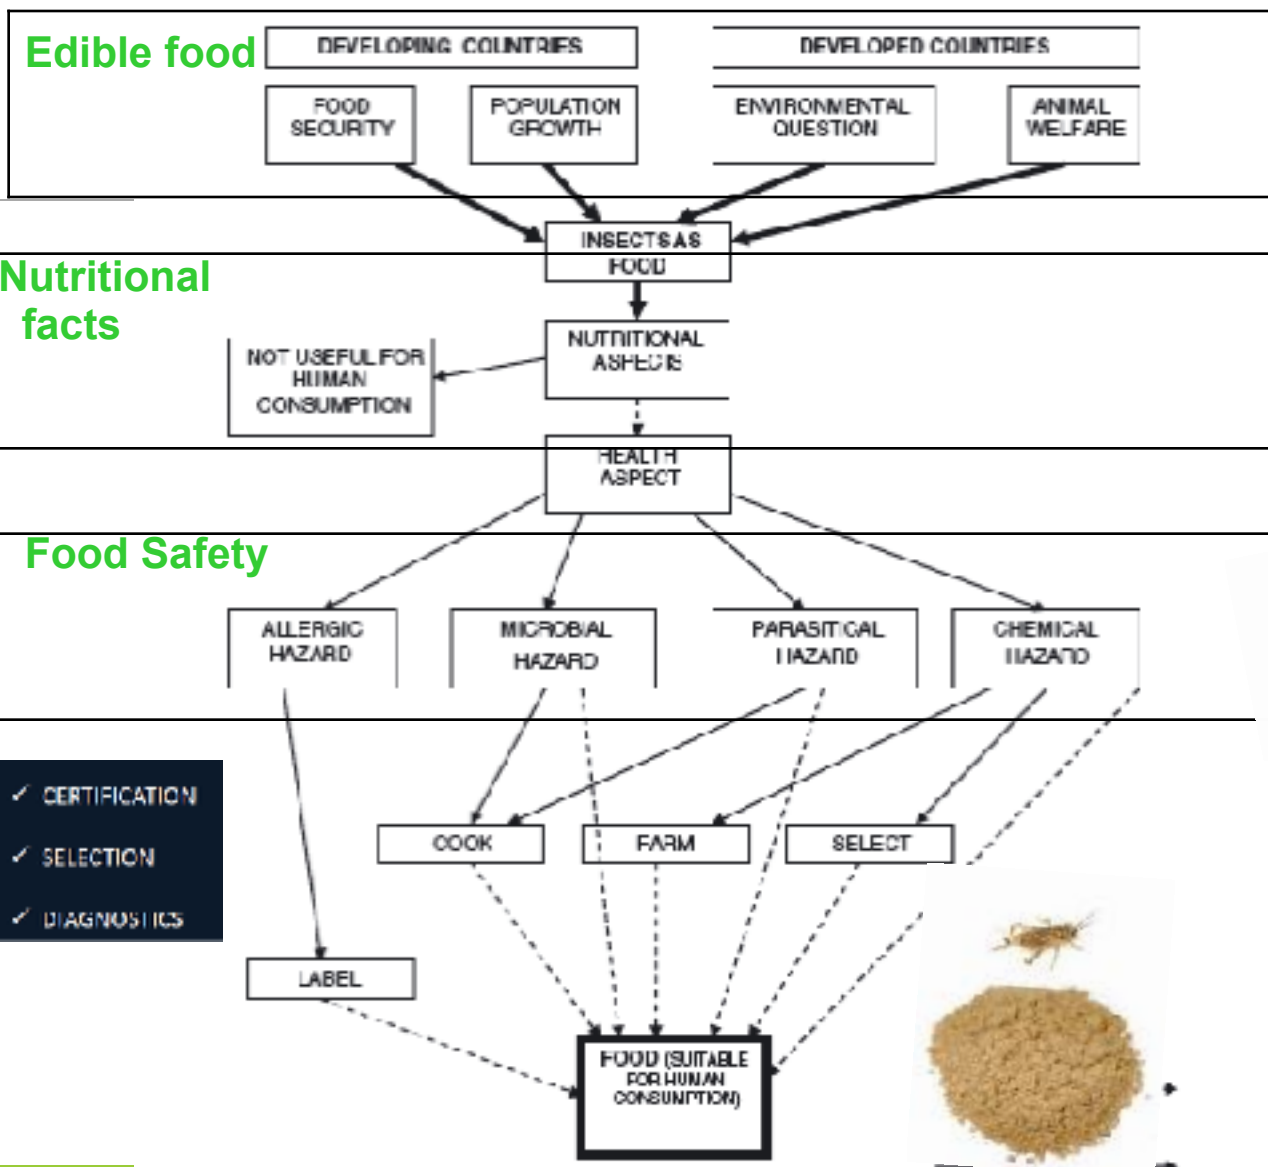 Edible food
DEVELOPING COUNTRIES
DEVELOPED COUNTRIES
FOOD
SECURITY
POPULATION
GROWTH
ENVIRONMENTAL
QUESTION
ANIMAL
WELFARE
INSECTS AS
FOOD
Nutritional
facts
NUTRITIONAL
ASPECTS
NOT USEFUL FOR
HUMAN
CONSUMPTION
HEALTH
ASPECT
Food Safety
ALLERGIC
HAZARD
MICROBIAL
HAZARD
PARASITICAL
HAZARD
CHEMICAL
HAZARD
✓ CERTIFICATION
✓ SELECTION
✓ DIAGNOSTICS
COOK
FARM
SELECT
LABEL
FOOD (SUITABLE
FOR HUMAN
CONSUMPTION)